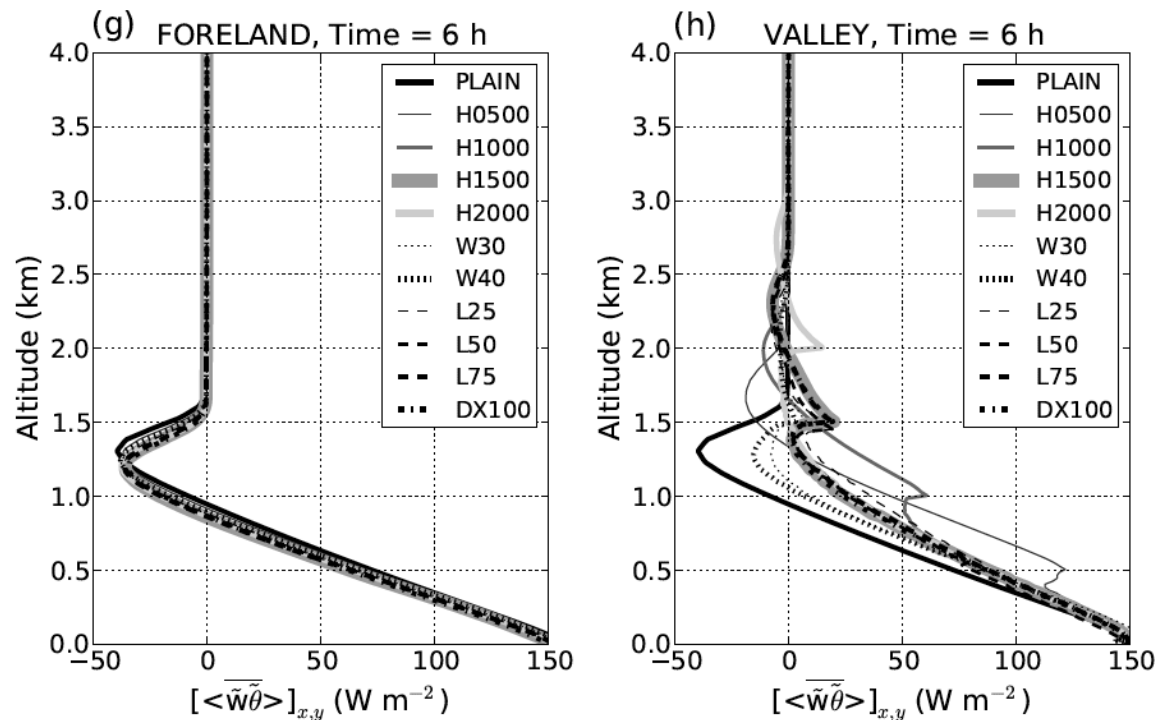 (g) FORELAND, Time = 6 h
4.0
3.5
3.0
2.5
2.0
1.5
1.0
0.5
0.0
Altitude (km)
PLAIN
H0500
H1000
H1500
H2000
W30
W40
L25
L50
L75
DX100
−50 0 50 100 150
[<w̃θ̃>]x,y (W m−2)
(h) VALLEY, Time = 6 h
4.0
3.5
3.0
2.5
2.0
1.5
1.0
0.5
0.0
Altitude (km)
PLAIN
H0500
H1000
H1500
H2000
W30
W40
L25
L50
L75
DX100
−50 0 50 100 150
[<w̃θ̃>]x,y (W m−2)